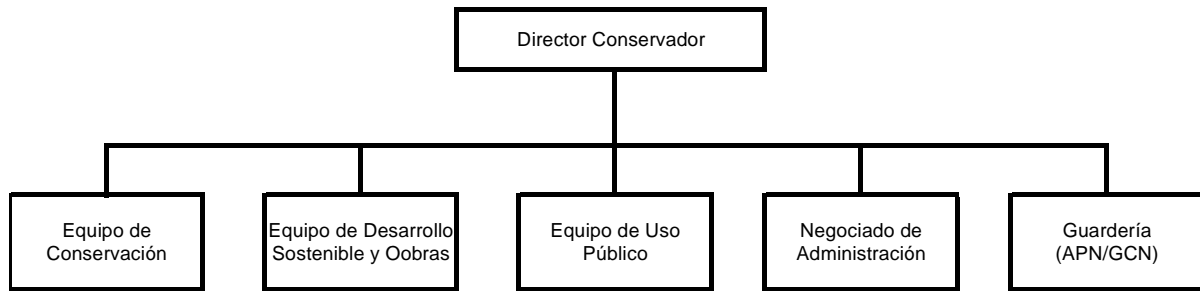 Director Conservador
Equipo de
Conservación
Equipo de Desarrollo
Sostenible y Oobras
Equipo de Uso
Público
Negociado de
Administración
Guardería
(APN/GCN)